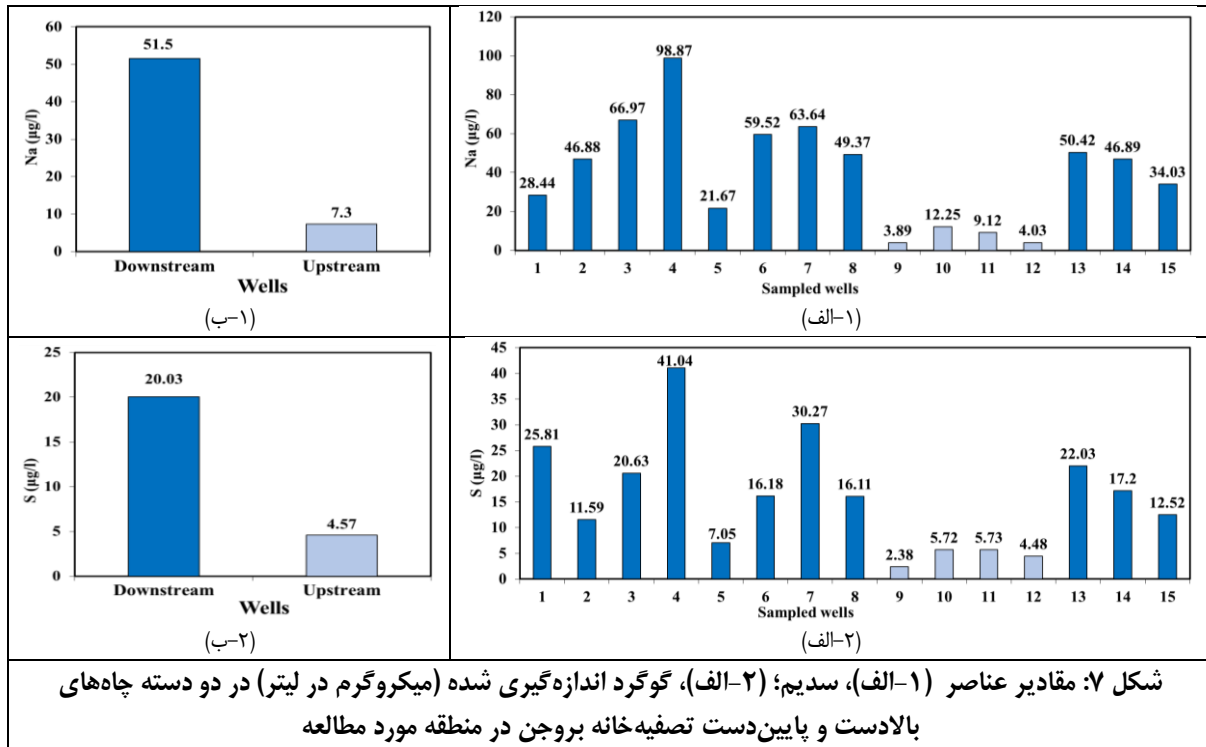 60
50
40
30
20
10
0
Na (µg/l)
51.5
7.3
Downstream Upstream
Wells
(۱-ب)
120
100
80
60
40
20
0
Na (µg/l)
28.44 46.88 66.97 98.87 21.67 59.52 63.64 49.37 3.89 12.25 9.12 4.03 50.42 46.89 34.03
1 2 3 4 5 6 7 8 9 10 11 12 13 14 15
Sampled wells
(۱-الف)
25
20
15
10
5
0
S (µg/l)
20.03
4.57
Downstream Upstream
Wells
(۲-ب)
45
40
35
30
25
20
15
10
5
0
S (µg/l)
25.81 11.59 20.63 41.04 7.05 16.18 30.27 16.11 2.38 5.72 5.73 4.48 22.03 17.2 12.52
1 2 3 4 5 6 7 8 9 10 11 12 13 14 15
Sampled wells
(۲-الف)
شکل ۷: مقادیر عناصر (۱-الف)، سدیم؛ (۲-الف)، گوگرد اندازه‌گیری شده (میکروگرم در لیتر) در دو دسته چاه‌های
بالادست و پایین‌دست تصفیه‌خانه بروجن در منطقه مورد مطالعه